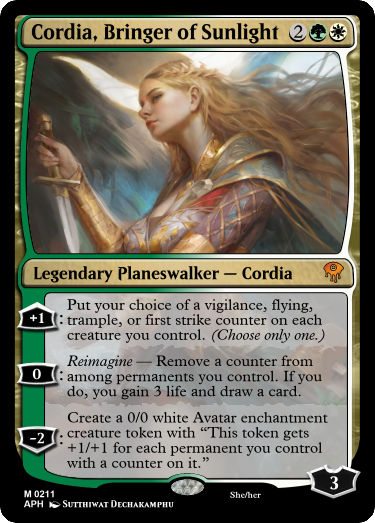 Cordia, Bringer of Sunlight 2
Legendary Planeswalker — Cordia
+1: Put your choice of a vigilance, flying,
trample, or first strike counter on each
creature you control. (Choose only one.)
0: Reimagine — Remove a counter from
among permanents you control. If you
do, you gain 3 life and draw a card.
−2: Create a 0/0 white Avatar enchantment
creature token with “This token gets
+1/+1 for each permanent you control
with a counter on it.”
3
M 0211
APH SUTTHIWAT DECHAKAMPHU
She/her